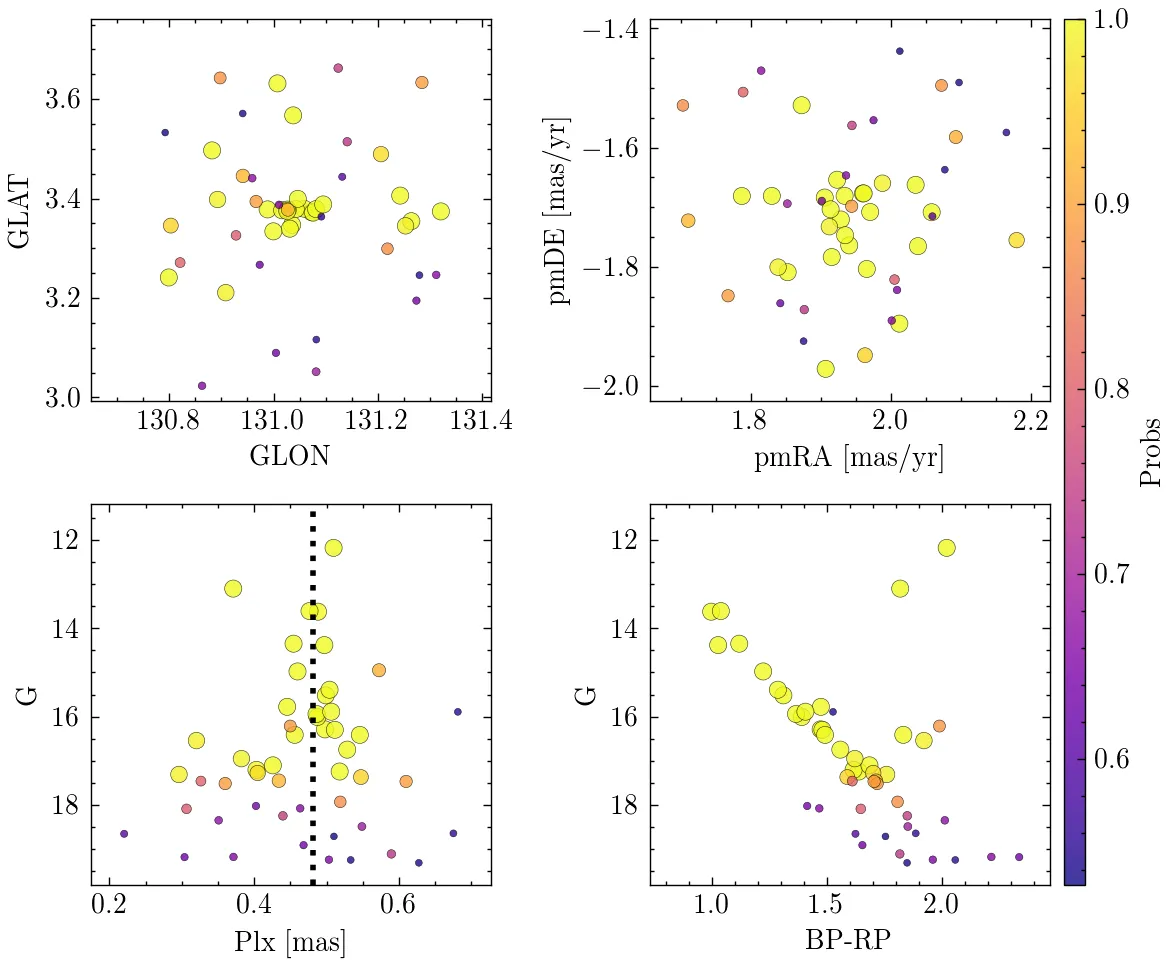 3.6
3.4
3.2
3.0
GLAT
130.8 131.0 131.2 131.4
GLON
−1.4
−1.6
−1.8
−2.0
pmDE [mas/yr]
1.8 2.0 2.2
pmRA [mas/yr]
1.0
0.9
0.8
0.7
0.6
Probs
12
14
16
18
G
0.2 0.4 0.6
Plx [mas]
12
14
16
18
G
1.0 1.5 2.0
BP-RP